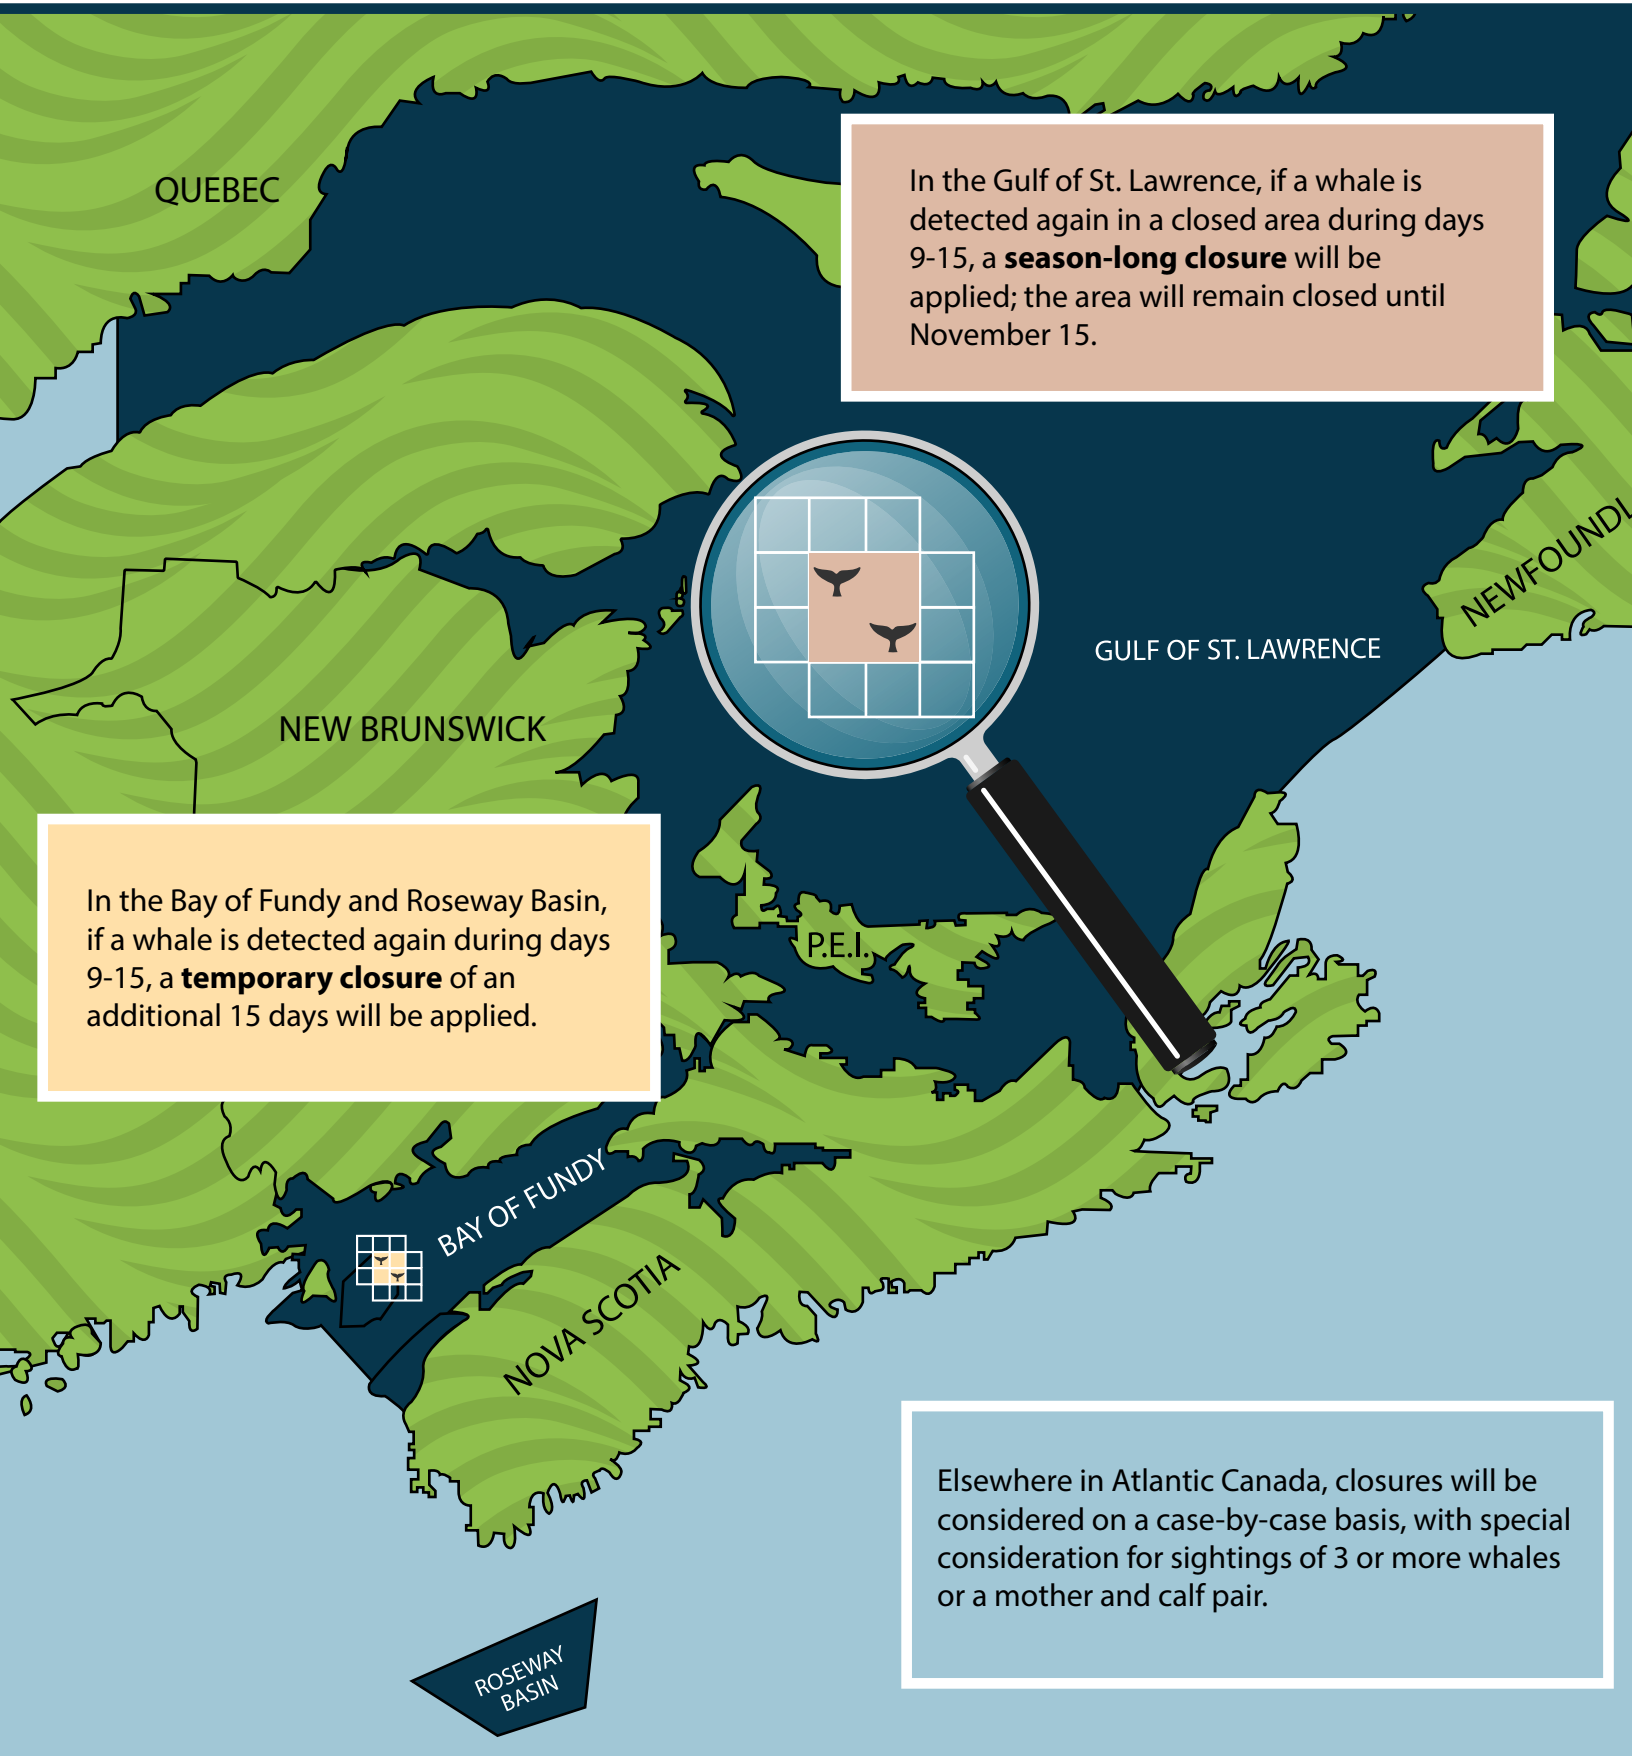 QUEBEC
In the Gulf of St. Lawrence, if a whale is
detected again in a closed area during days
9-15, a season-long closure will be
applied; the area will remain closed until
November 15.
NEWFOUNDL
GULF OF ST. LAWRENCE
NEW BRUNSWICK
In the Bay of Fundy and Roseway Basin,
if a whale is detected again during days
9-15, a temporary closure of an
additional 15 days will be applied.
P.E.I.
BAY OF FUNDY
NOVA SCOTIA
Elsewhere in Atlantic Canada, closures will be
considered on a case-by-case basis, with special
consideration for sightings of 3 or more whales
or a mother and calf pair.
ROSEWAY
BASIN